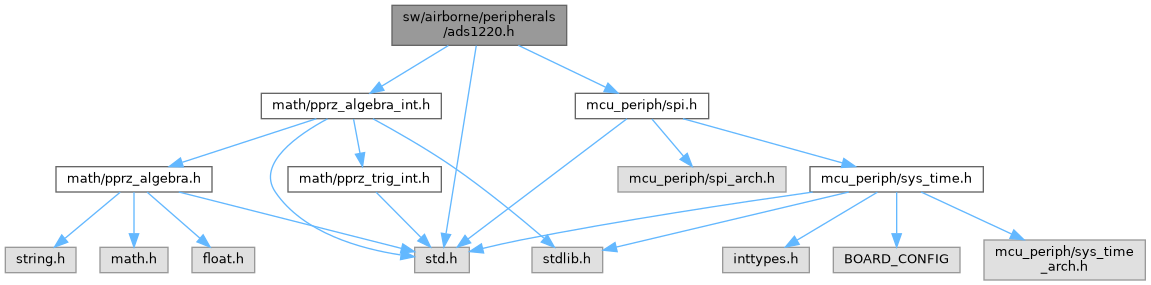 sw/airborne/peripherals
/ads1220.h
math/pprz_algebra_int.h
mcu_periph/spi.h
math/pprz_algebra.h
math/pprz_trig_int.h
mcu_periph/spi_arch.h
mcu_periph/sys_time.h
string.h
math.h
float.h
std.h
stdlib.h
inttypes.h
BOARD_CONFIG
mcu_periph/sys_time
_arch.h